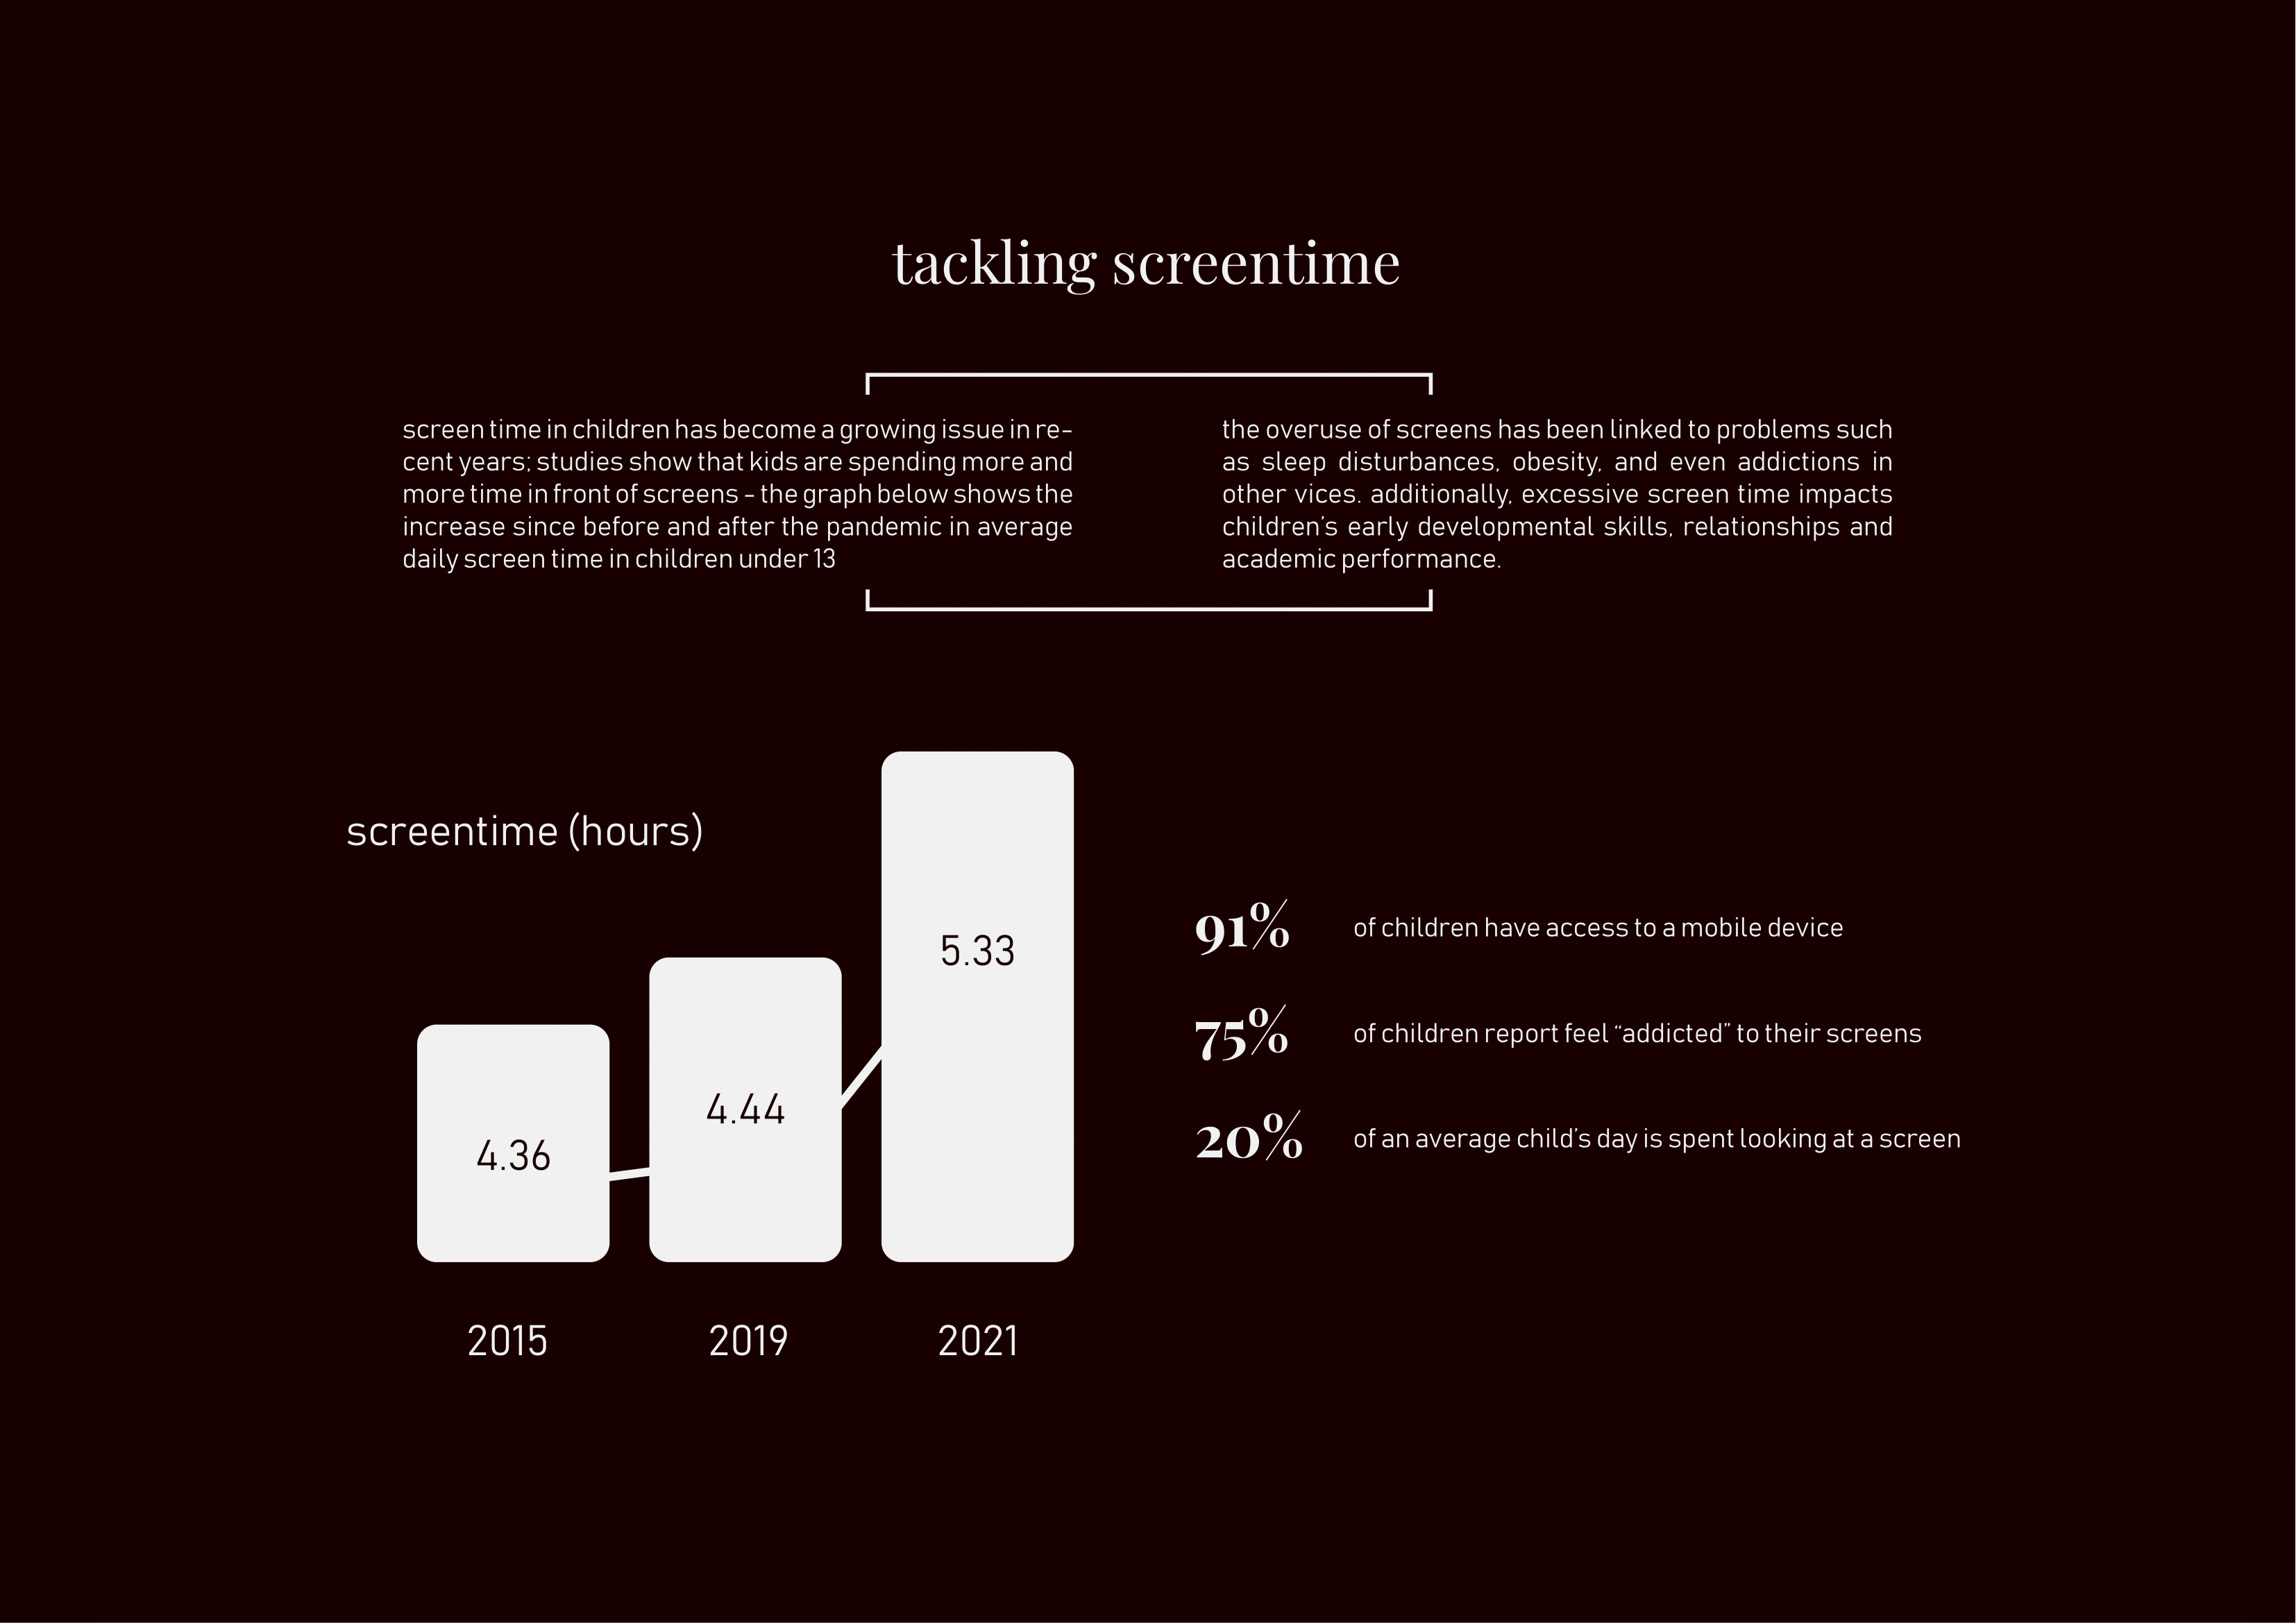 tackling screentime
screen time in children has become a growing issue in re-
cent years; studies show that kids are spending more and
more time in front of screens - the graph below shows the
increase since before and after the pandemic in average
daily screen time in children under 13
the overuse of screens has been linked to problems such
as sleep disturbances, obesity, and even addictions in
other vices. additionally, excessive screen time impacts
children's early developmental skills, relationships and
academic performance.
screentime (hours)
4.36
4.44
5.33
2015
2019
2021
91% of children have access to a mobile device
75% of children report feel “addicted” to their screens
20% of an average child's day is spent looking at a screen